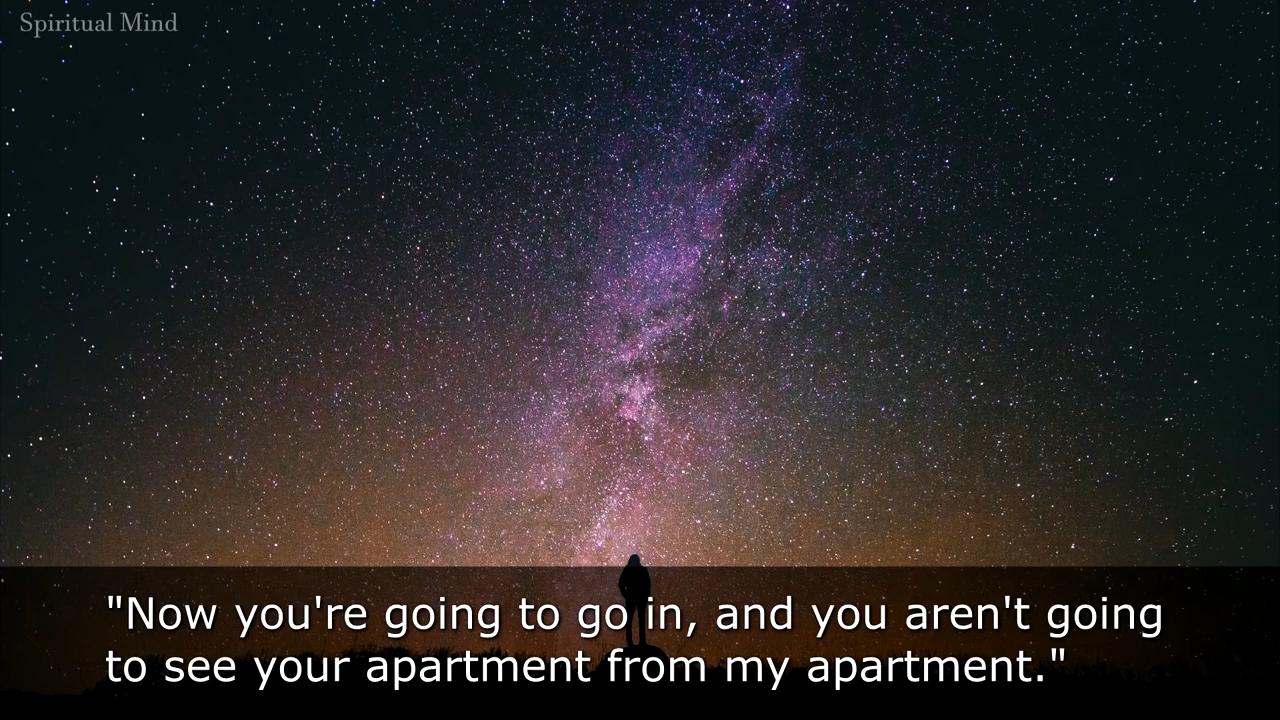 Spiritual Mind
"Now you're going to go in, and you aren't going
to see your apartment from my apartment."